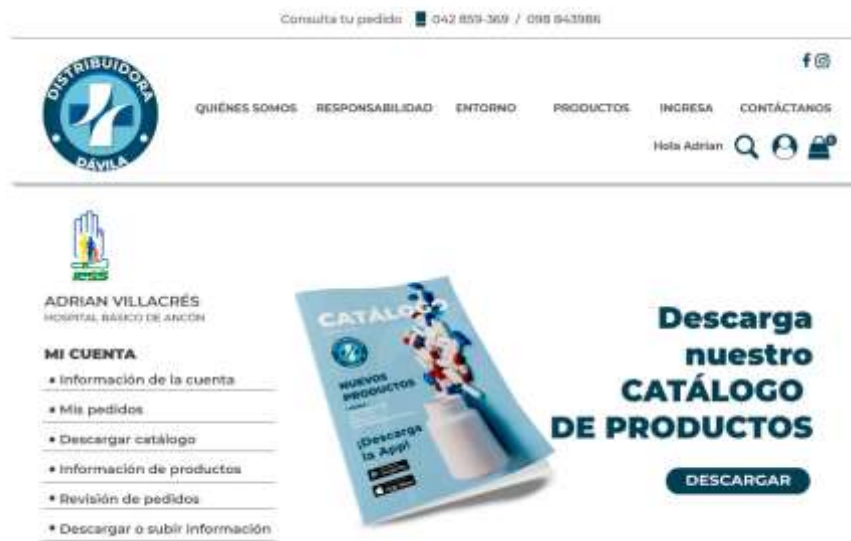 Consulta tu pedido 042 859-369 / 098 843986
DISTRIBUIDORA
DÁVILA
QUIÉNES SOMOS RESPONSABILIDAD ENTORNO PRODUCTOS INGRESA CONTÁCTANOS
Hola Adrian
ADRIAN VILLACRÉS
HOSPITAL BÁSICO DE ANCÓN
MI CUENTA
• Información de la cuenta
• Mis pedidos
• Descargar catálogo
• Información de productos
• Revisión de pedidos
• Descargar o subir información
CATÁLOGO
NUEVOS
PRODUCTOS
¡Descarga
la App!
Descarga
nuestro
CATÁLOGO
DE PRODUCTOS
DESCARGAR